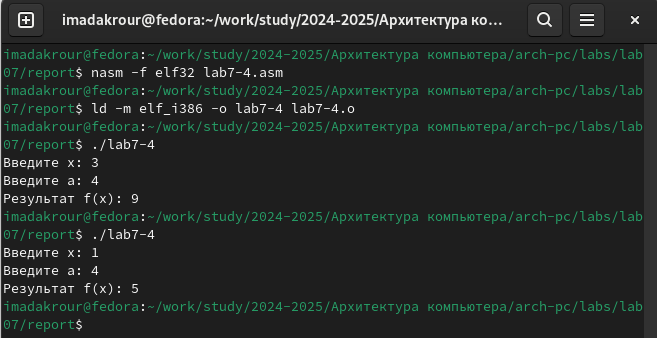 imadakrour@fedora:~/work/study/2024-2025/Архитектура ко...
imadakrour@fedora:~/work/study/2024-2025/Архитектура компьютера/arch-pc/labs/lab
07/report$ nasm -f elf32 lab7-4.asm
imadakrour@fedora:~/work/study/2024-2025/Архитектура компьютера/arch-pc/labs/lab
07/report$ ld -m elf_i386 -o lab7-4 lab7-4.o
imadakrour@fedora:~/work/study/2024-2025/Архитектура компьютера/arch-pc/labs/lab
07/report$ ./lab7-4
Введите x: 3
Введите a: 4
Результат f(x): 9
imadakrour@fedora:~/work/study/2024-2025/Архитектура компьютера/arch-pc/labs/lab
07/report$ ./lab7-4
Введите x: 1
Введите a: 4
Результат f(x): 5
imadakrour@fedora:~/work/study/2024-2025/Архитектура компьютера/arch-pc/labs/lab
07/report$